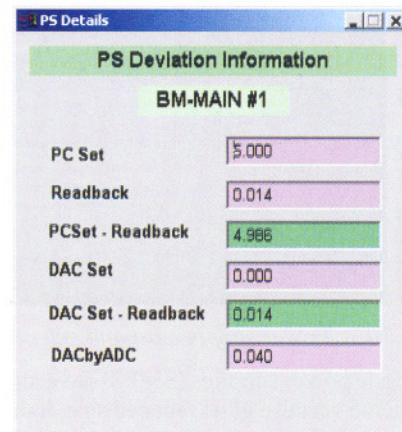 PS Details
PS Deviation Information
BM-MAIN #1
PC Set 5.000
Readback 0.014
PCSet - Readback 4.986
DAC Set 0.000
DAC Set - Readback 0.014
DACbyADC 0.040